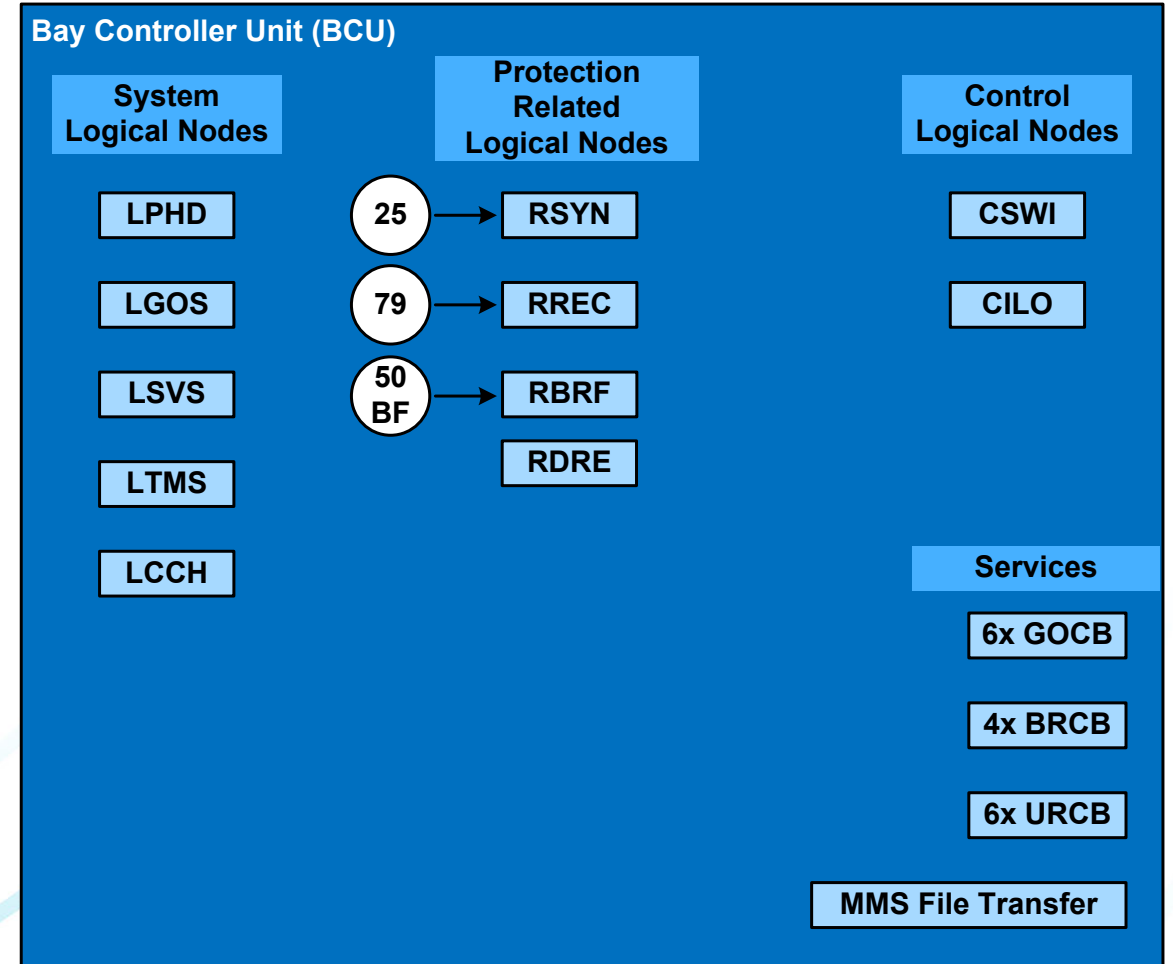 Bay Controller Unit (BCU)
System
Logical Nodes
LPHD
LGOS
LSVS
LTMS
LCCH
Protection
Related
Logical Nodes
25
RSYN
79
RREC
50
BF
RBRF
RDRE
Control
Logical Nodes
CSWI
CILO
Services
6x GOCB
4x BRCB
6x URCB
MMS File Transfer